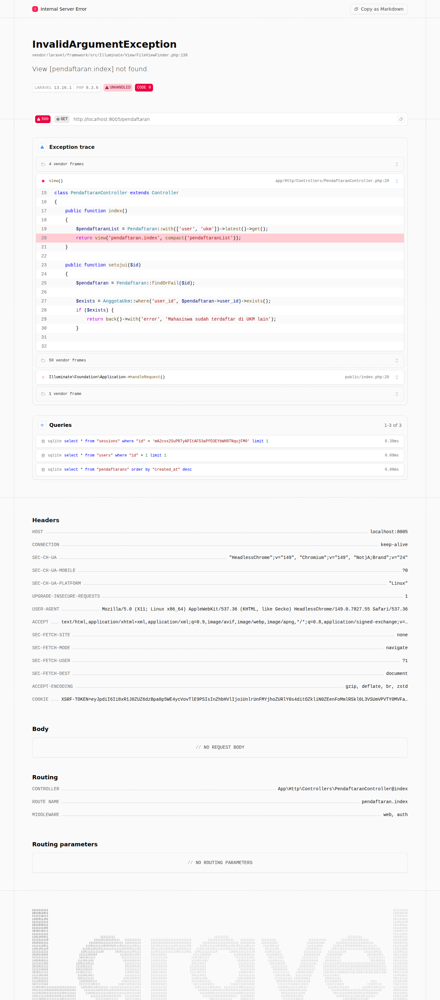 Internal Server Error
Copy as Markdown
InvalidArgumentException
vendor/laravel/framework/src/Illuminate/View/FileViewFinder.php:138
View [pendaftaran.index] not found.
LARAVEL 13.16.1 PHP 8.3.6 UNHANDLED CODE 0
500 GET http://localhost:8005/pendaftaran
Exception trace
4 vendor frames
view() app/Http/Controllers/PendaftaranController.php:20
15 class PendaftaranController extends Controller
16 {
17     public function index()
18     {
19         $pendaftaranList = Pendaftaran::with(['user', 'ukm'])->latest()->get();
20         return view('pendaftaran.index', compact('pendaftaranList'));
21     }
22
23     public function setujui($id)
24     {
25         $pendaftaran = Pendaftaran::findOrFail($id);
26
27         $exists = AnggotaUkm::where('user_id', $pendaftaran->user_id)->exists();
28         if ($exists) {
29             return back()->with('error', 'Mahasiswa sudah terdaftar di UKM lain');
30         }
31
32
50 vendor frames
Illuminate\Foundation\Application->handleRequest() public/index.php:20
1 vendor frame
Queries 1-3 of 3
sqlite select * from "sessions" where "id" = 'mA2cvx2SuPR7yAPItAF53aPfD3EYbWH9TNqujFM0' limit 1 0.38ms
sqlite select * from "users" where "id" = 1 limit 1 0.09ms
sqlite select * from "pendaftarans" order by "created_at" desc 0.08ms
Headers
HOST localhost:8005
CONNECTION keep-alive
SEC-CH-UA "HeadlessChrome";v="149", "Chromium";v="149", "Not)A;Brand";v="24"
SEC-CH-UA-MOBILE ?0
SEC-CH-UA-PLATFORM "Linux"
UPGRADE-INSECURE-REQUESTS 1
USER-AGENT Mozilla/5.0 (X11; Linux x86_64) AppleWebKit/537.36 (KHTML, like Gecko) HeadlessChrome/149.0.7827.55 Safari/537.36
ACCEPT text/html,application/xhtml+xml,application/xml;q=0.9,image/avif,image/webp,image/apng,*/*;q=0.8,application/signed-exchange;v=…
SEC-FETCH-SITE none
SEC-FETCH-MODE navigate
SEC-FETCH-USER ?1
SEC-FETCH-DEST document
ACCEPT-ENCODING gzip, deflate, br, zstd
COOKIE XSRF-TOKEN=eyJpdiI6Ii8xR1J0ZUZ6dzBpa0p5WE4ycVovTlE9PSIsInZhbHVlIjoiUnlrUnFMYjhoZURlY0s4ditOZkliN0ZEenFoMmlRSkl0L3VSUmVPVTY0MVFa…
Body
// NO REQUEST BODY
Routing
CONTROLLER App\Http\Controllers\PendaftaranController@index
ROUTE NAME pendaftaran.index
MIDDLEWARE web, auth
Routing parameters
// NO ROUTING PARAMETERS